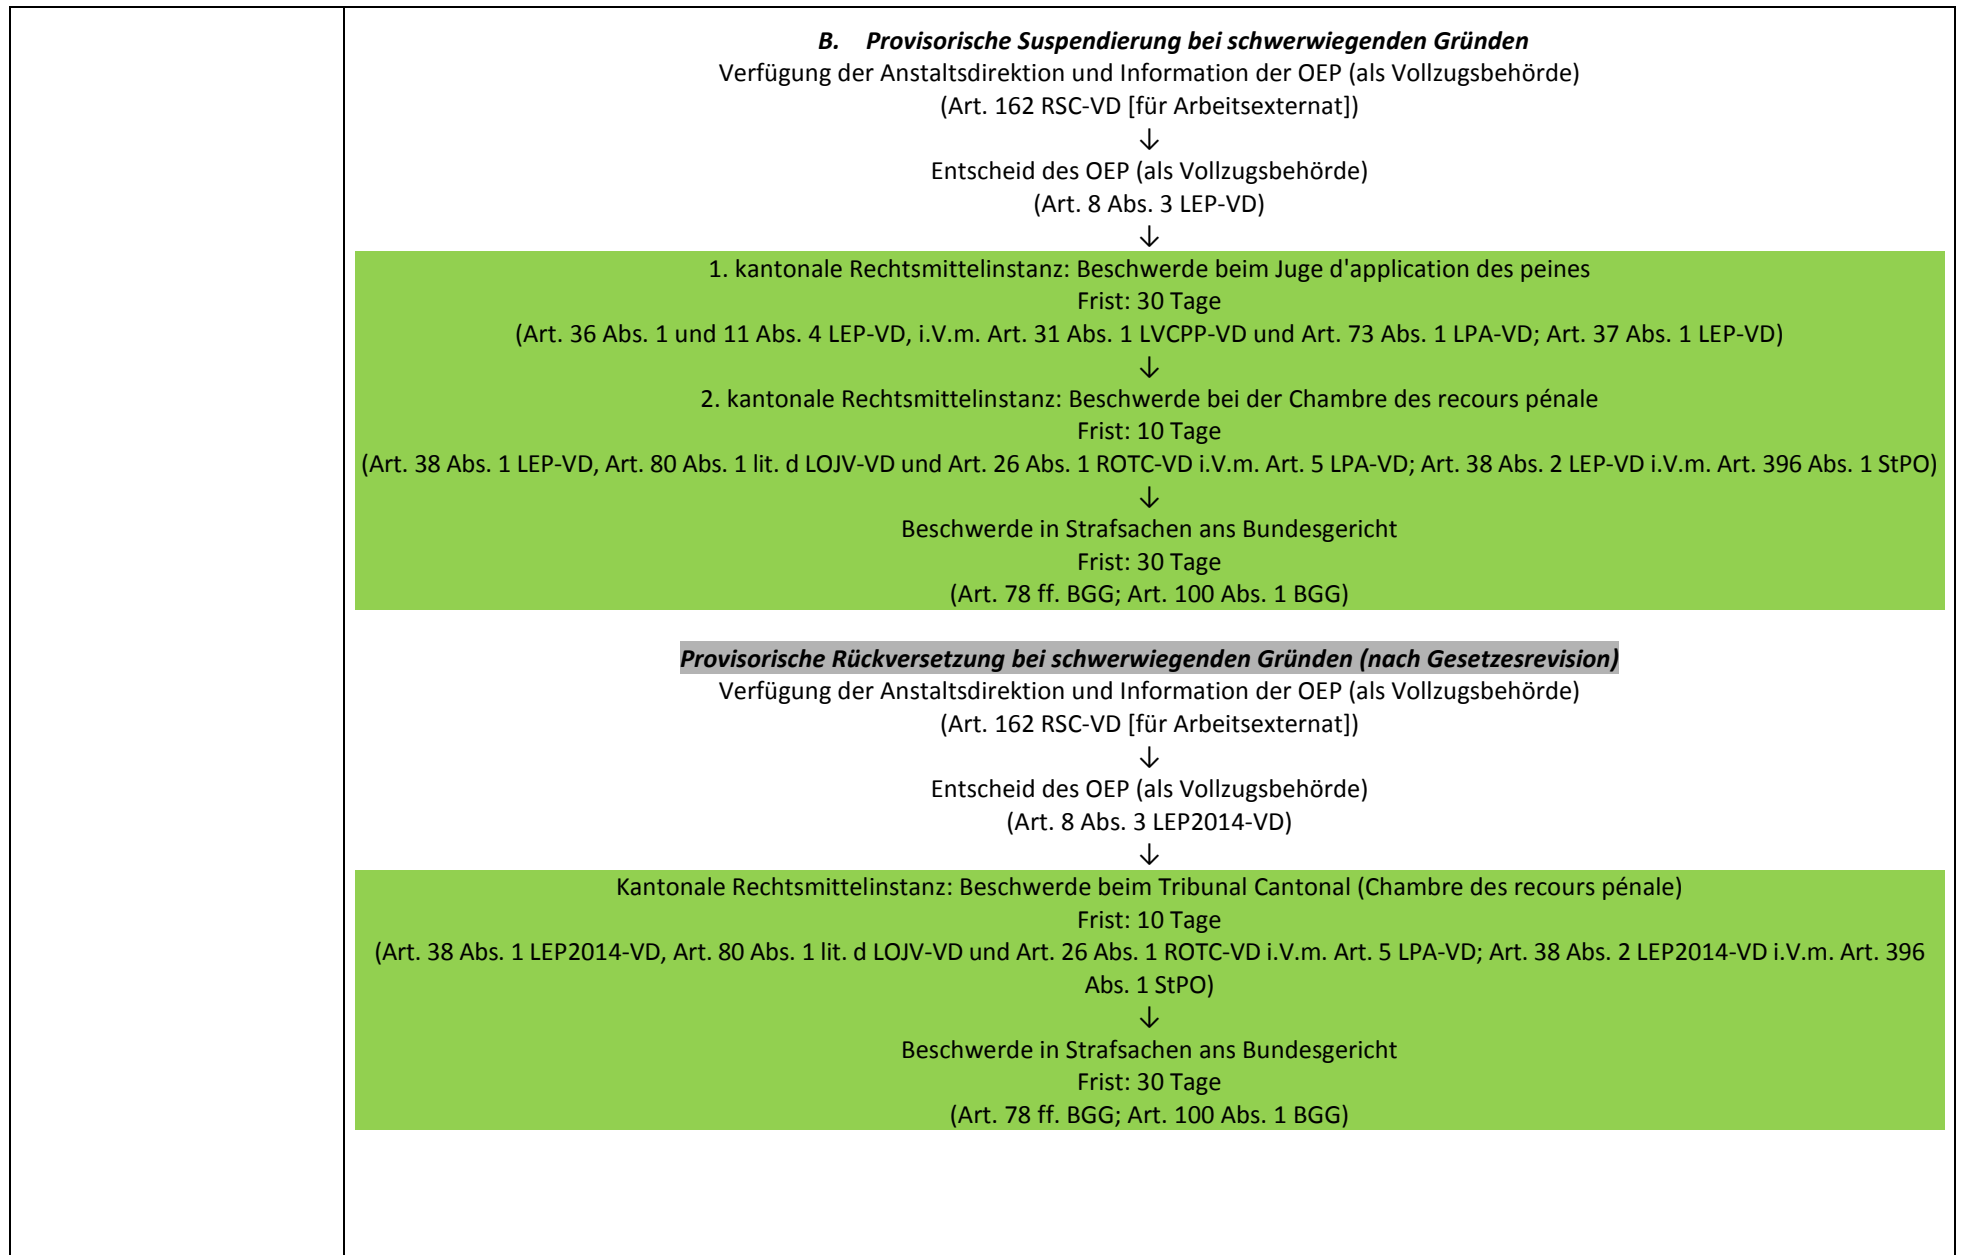 B. Provisorische Suspendierung bei schwerwiegenden Gründen
Verfügung der Anstaltsdirektion und Information der OEP (als Vollzugsbehörde)
(Art. 162 RSC-VD [für Arbeitsexternat])
↓
Entscheid des OEP (als Vollzugsbehörde)
(Art. 8 Abs. 3 LEP-VD)
↓
1. kantonale Rechtsmittelinstanz: Beschwerde beim Juge d'application des peines
Frist: 30 Tage
(Art. 36 Abs. 1 und 11 Abs. 4 LEP-VD, i.V.m. Art. 31 Abs. 1 LVCPP-VD und Art. 73 Abs. 1 LPA-VD; Art. 37 Abs. 1 LEP-VD)
↓
2. kantonale Rechtsmittelinstanz: Beschwerde bei der Chambre des recours pénale
Frist: 10 Tage
(Art. 38 Abs. 1 LEP-VD, Art. 80 Abs. 1 lit. d LOJV-VD und Art. 26 Abs. 1 ROTC-VD i.V.m. Art. 5 LPA-VD; Art. 38 Abs. 2 LEP-VD i.V.m. Art. 396 Abs. 1 StPO)
↓
Beschwerde in Strafsachen ans Bundesgericht
Frist: 30 Tage
(Art. 78 ff. BGG; Art. 100 Abs. 1 BGG)
Provisorische Rückversetzung bei schwerwiegenden Gründen (nach Gesetzesrevision)
Verfügung der Anstaltsdirektion und Information der OEP (als Vollzugsbehörde)
(Art. 162 RSC-VD [für Arbeitsexternat])
↓
Entscheid des OEP (als Vollzugsbehörde)
(Art. 8 Abs. 3 LEP2014-VD)
↓
Kantonale Rechtsmittelinstanz: Beschwerde beim Tribunal Cantonal (Chambre des recours pénale)
Frist: 10 Tage
(Art. 38 Abs. 1 LEP2014-VD, Art. 80 Abs. 1 lit. d LOJV-VD und Art. 26 Abs. 1 ROTC-VD i.V.m. Art. 5 LPA-VD; Art. 38 Abs. 2 LEP2014-VD i.V.m. Art. 396
Abs. 1 StPO)
↓
Beschwerde in Strafsachen ans Bundesgericht
Frist: 30 Tage
(Art. 78 ff. BGG; Art. 100 Abs. 1 BGG)